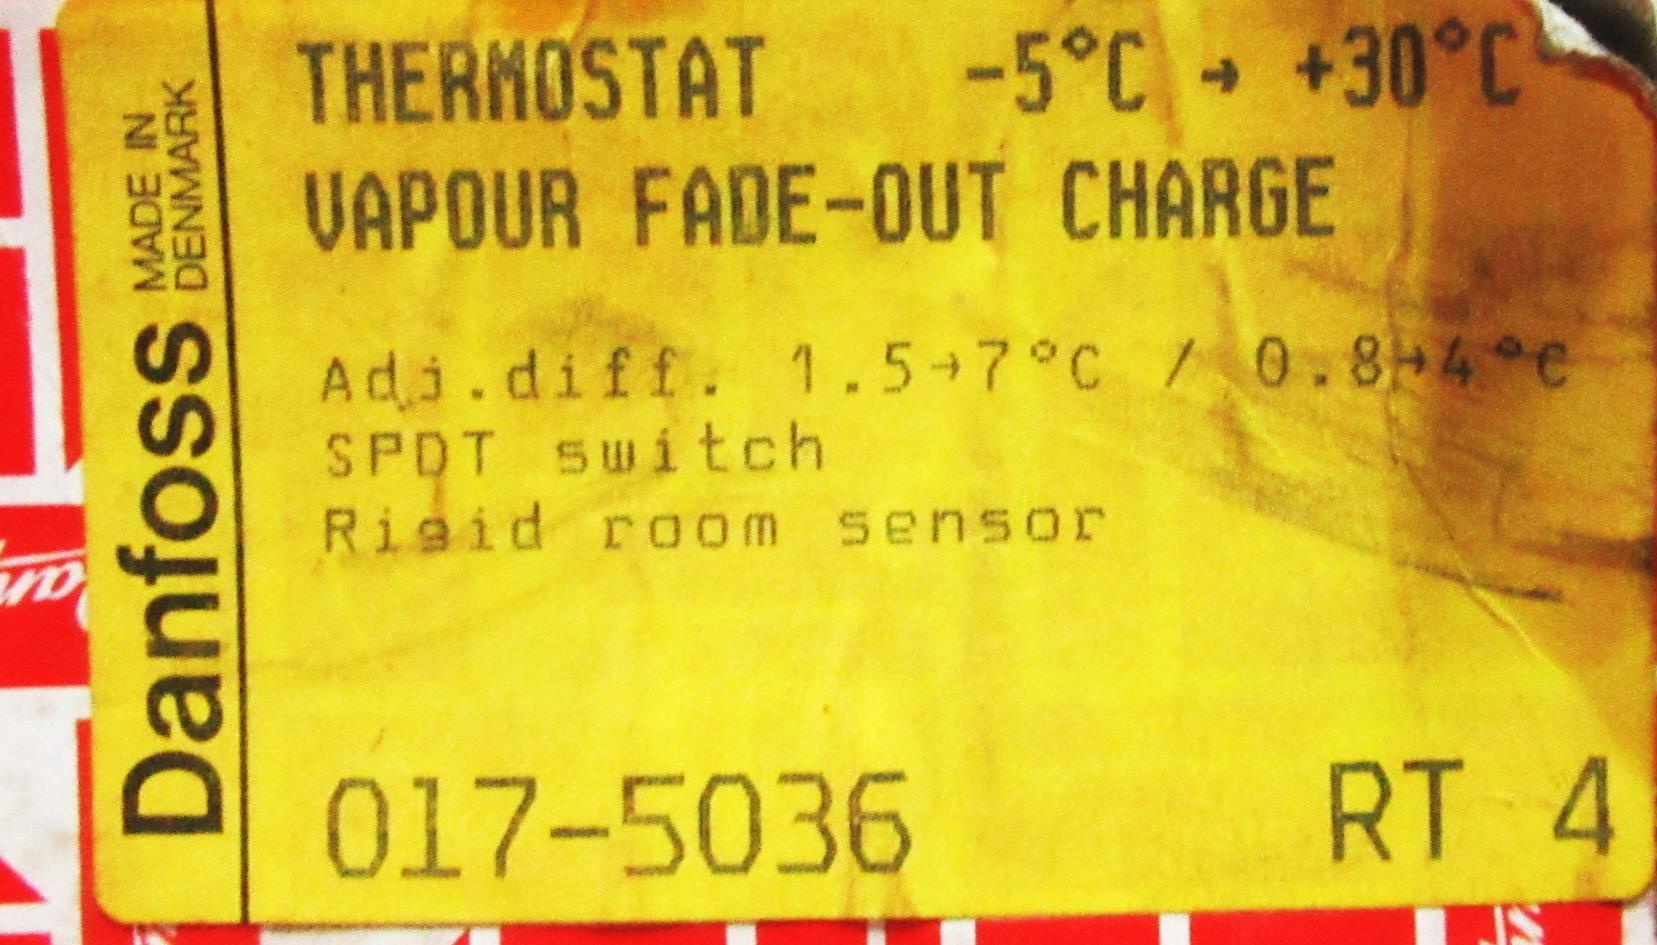 THERMOSTAT -5°C → +30°C
VAPOUR FADE-OUT CHARGE
Adj.diff. 1.5→7°C / 0.8→4°C
SPDT switch
Rigid room sensor
017-5036 RT 4
Danfoss
MADE IN
DENMARK